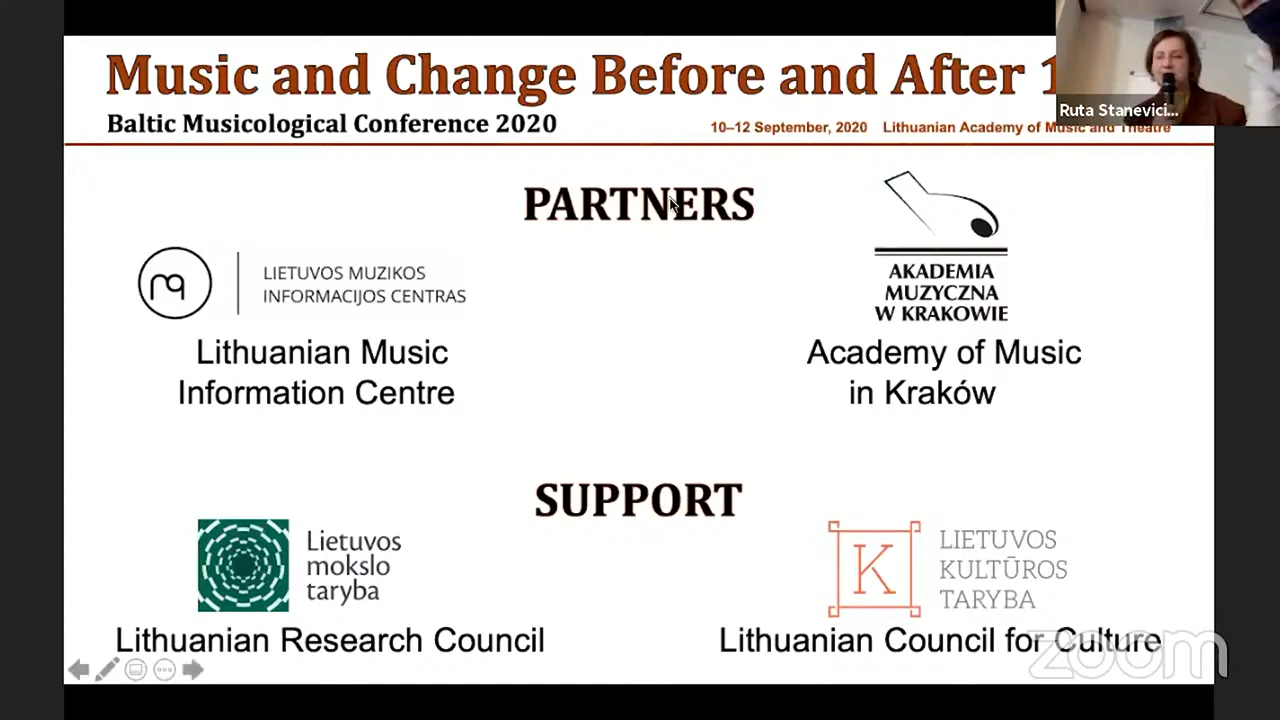 Music and Change Before and After 1
Baltic Musicological Conference 2020
10–12 September, 2020 Lithuanian Academy of Music and Theatre
Ruta Stanevici...
PARTNERS
LIETUVOS MUZIKOS
INFORMACIJOS CENTRAS
Lithuanian Music
Information Centre
AKADEMIA
MUZYCZNA
W KRAKOWIE
Academy of Music
in Kraków
SUPPORT
Lietuvos
mokslo
taryba
Lithuanian Research Council
K
LIETUVOS
KULTŪROS
TARYBA
Lithuanian Council for Culture
zoom